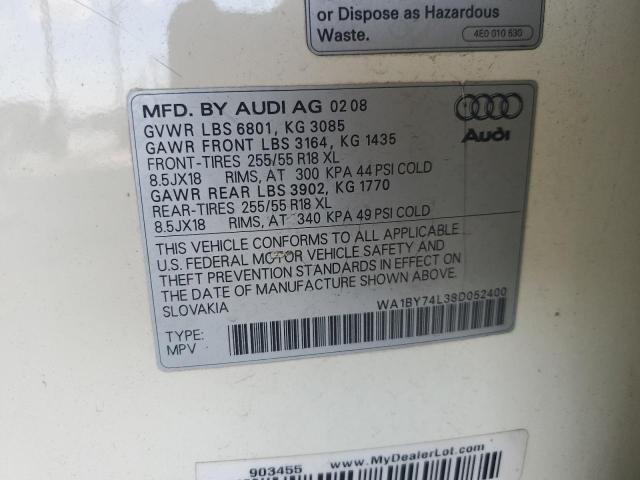 or Dispose as Hazardous
Waste.
4E0 010 630
MFD. BY AUDI AG 02 08
GVWR LBS 6801, KG 3085
GAWR FRONT LBS 3164, KG 1435
FRONT-TIRES 255/55 R18 XL
8.5JX18 RIMS, AT 300 KPA 44 PSI COLD
GAWR REAR LBS 3902, KG 1770
REAR-TIRES 255/55 R18 XL
8.5JX18 RIMS, AT 340 KPA 49 PSI COLD
THIS VEHICLE CONFORMS TO ALL APPLICABLE
U.S. FEDERAL MOTOR VEHICLE SAFETY AND
THEFT PREVENTION STANDARDS IN EFFECT ON
THE DATE OF MANUFACTURE SHOWN ABOVE.
SLOVAKIA
WA1BY74L38D052400
TYPE:
MPV
Audi
903455
www.MyDealerLot.com